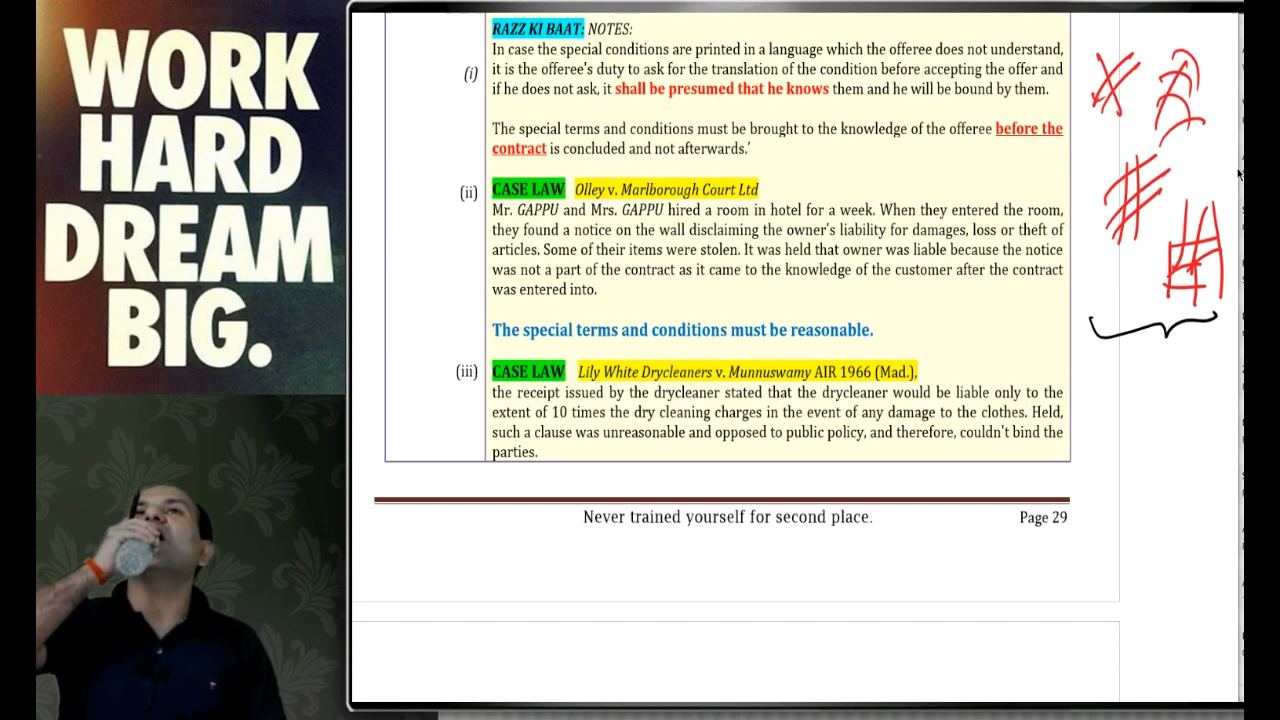 WORK
HARD
DREAM
BIG.
RAZZ KI BAAT: NOTES:
In case the special conditions are printed in a language which the offeree does not understand,
(i) it is the offeree's duty to ask for the translation of the condition before accepting the offer and
if he does not ask, it shall be presumed that he knows them and he will be bound by them.
The special terms and conditions must be brought to the knowledge of the offeree before the
contract is concluded and not afterwards.'
(ii) CASE LAW Olley v. Marlborough Court Ltd
Mr. GAPPU and Mrs. GAPPU hired a room in hotel for a week. When they entered the room,
they found a notice on the wall disclaiming the owner's liability for damages, loss or theft of
articles. Some of their items were stolen. It was held that owner was liable because the notice
was not a part of the contract as it came to the knowledge of the customer after the contract
was entered into.
The special terms and conditions must be reasonable.
(iii) CASE LAW Lily White Drycleaners v. Munnuswamy AIR 1966 (Mad.),
the receipt issued by the drycleaner stated that the drycleaner would be liable only to the
extent of 10 times the dry cleaning charges in the event of any damage to the clothes. Held,
such a clause was unreasonable and opposed to public policy, and therefore, couldn't bind the
parties.
Never trained yourself for second place.
Page 29